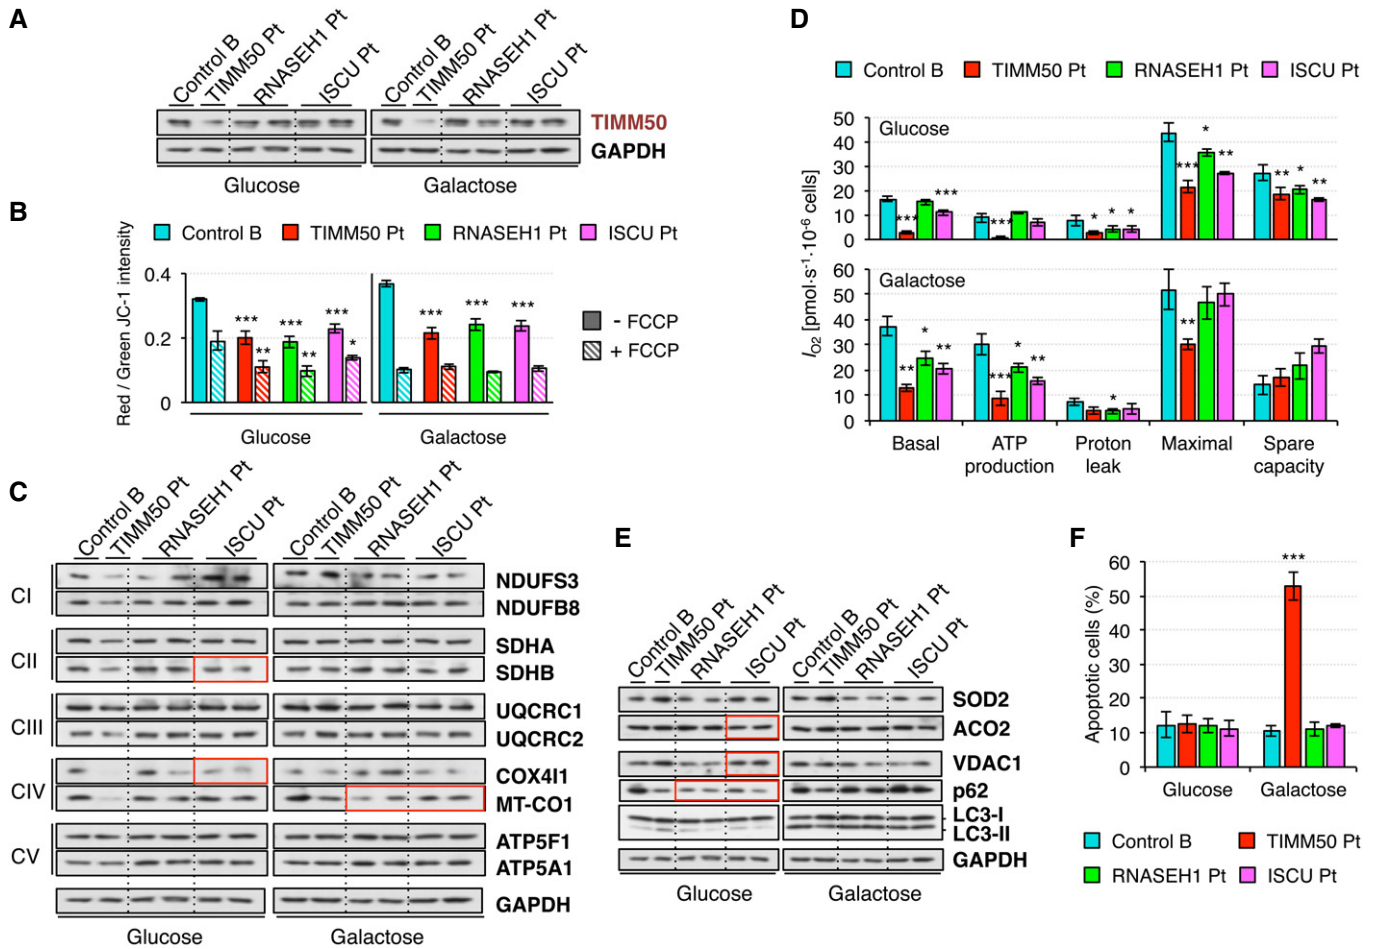 A
Control B
TIMM50 Pt
RNASEH1 Pt
ISCU Pt
Control B
TIMM50 Pt
RNASEH1 Pt
ISCU Pt
TIMM50
GAPDH
Glucose
Galactose
B
Control B
TIMM50 Pt
RNASEH1 Pt
ISCU Pt
Red / Green JC-1 intensity
0.4
0.2
0
***
**
***
**
***
*
***
***
***
- FCCP
+ FCCP
Glucose
Galactose
C
Control B
TIMM50 Pt
RNASEH1 Pt
ISCU Pt
Control B
TIMM50 Pt
RNASEH1 Pt
ISCU Pt
CI
NDUFS3
NDUFB8
CII
SDHA
SDHB
CIII
UQCRC1
UQCRC2
CIV
COX4I1
MT-CO1
CV
ATP5F1
ATP5A1
GAPDH
Glucose
Galactose
D
Control B
TIMM50 Pt
RNASEH1 Pt
ISCU Pt
IO2 [pmol·s⁻¹·10⁻⁶ cells]
Glucose
50
40
30
20
10
0
***
***
***
*
*
*
***
*
**
**
*
**
Galactose
60
50
40
30
20
10
0
**
*
**
***
*
**
*
**
Basal
ATP production
Proton leak
Maximal
Spare capacity
E
Control B
TIMM50 Pt
RNASEH1 Pt
ISCU Pt
Control B
TIMM50 Pt
RNASEH1 Pt
ISCU Pt
SOD2
ACO2
VDAC1
p62
LC3-I
LC3-II
GAPDH
Glucose
Galactose
F
Apoptotic cells (%)
60
50
40
30
20
10
0
***
Glucose
Galactose
Control B
TIMM50 Pt
RNASEH1 Pt
ISCU Pt